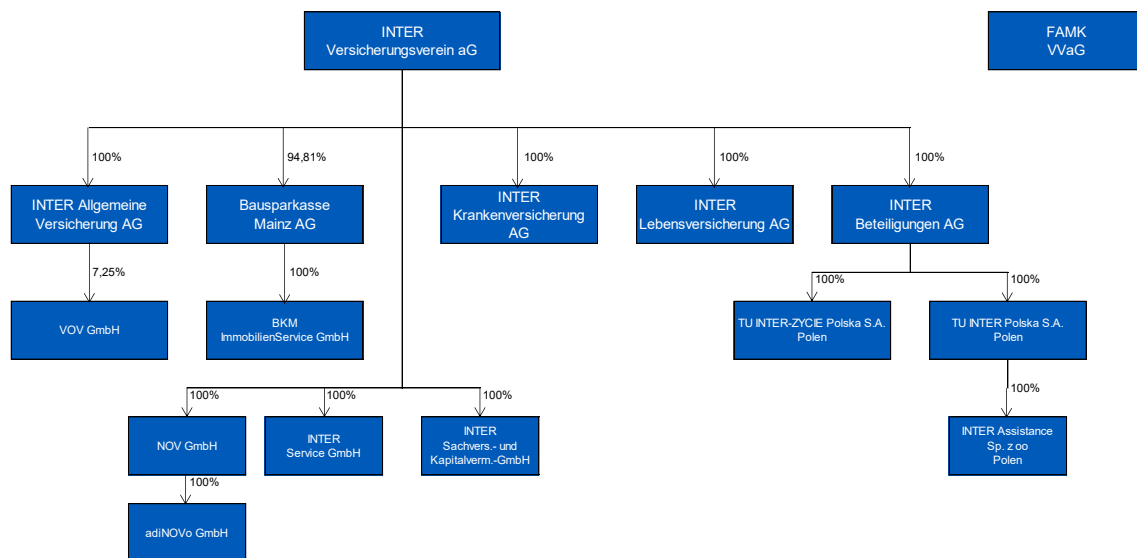 INTER
Versicherungsverein aG
FAMK
VVaG
100%
94,81%
100%
100%
100%
INTER Allgemeine
Versicherung AG
Bausparkasse
Mainz AG
INTER
Krankenversicherung
AG
INTER
Lebensversicherung AG
INTER
Beteiligungen AG
7,25%
100%
100%
100%
VOV GmbH
BKM
ImmobilienService GmbH
TU INTER-ZYCIE Polska S.A.
Polen
TU INTER Polska S.A.
Polen
100%
100%
100%
100%
NOV GmbH
INTER
Service GmbH
INTER
Sachvers.- und
Kapitalverm.-GmbH
INTER Assistance
Sp. z oo
Polen
100%
adiNOVo GmbH